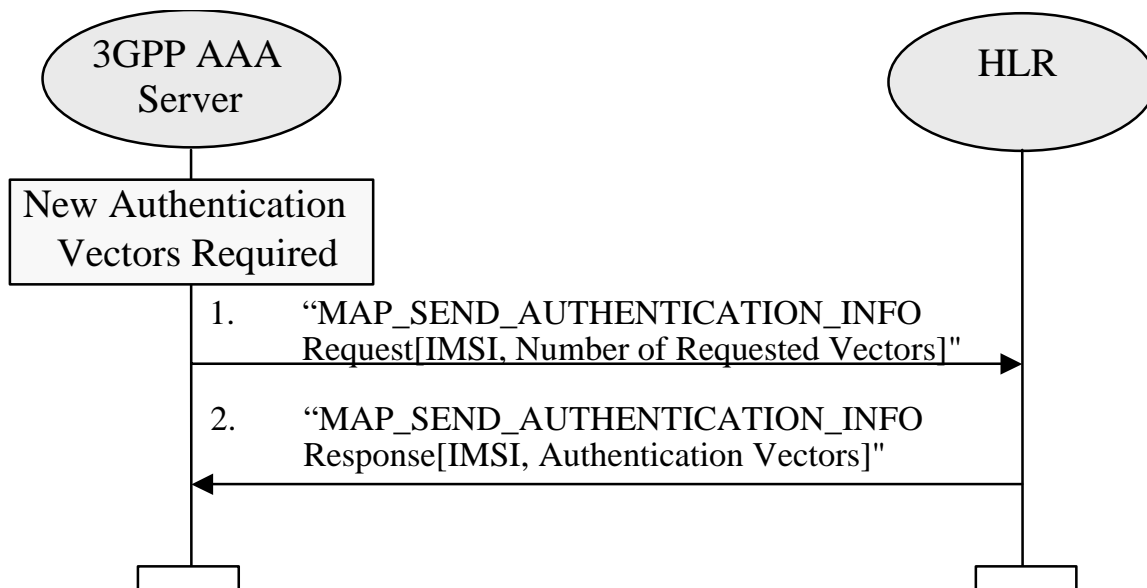 3GPP AAA
Server
HLR
New Authentication
Vectors Required
1. “MAP_SEND_AUTHENTICATION_INFO
Request[IMSI, Number of Requested Vectors]"
2. “MAP_SEND_AUTHENTICATION_INFO
Response[IMSI, Authentication Vectors]"